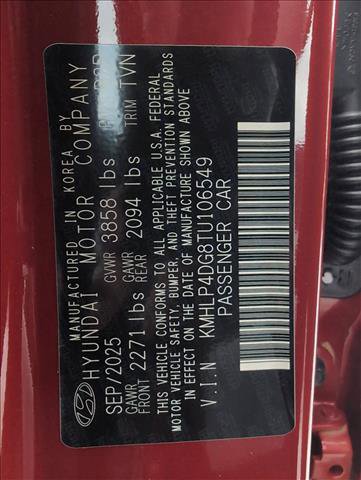 MANUFACTURED IN KOREA BY
HYUNDAI MOTOR COMPANY
SEP/2025 GVWR 3858 lbs
GAWR FRONT 2271 lbs GAWR REAR 2094 lbs TRIM TVN
THIS VEHICLE CONFORMS TO ALL APPLICABLE U.S.A. FEDERAL
MOTOR VEHICLE SAFETY, BUMPER, AND THEFT PREVENTION STANDARDS
IN EFFECT ON THE DATE OF MANUFACTURE SHOWN ABOVE
V.I.N KMHLP4DG8TU106549
PASSENGER CAR